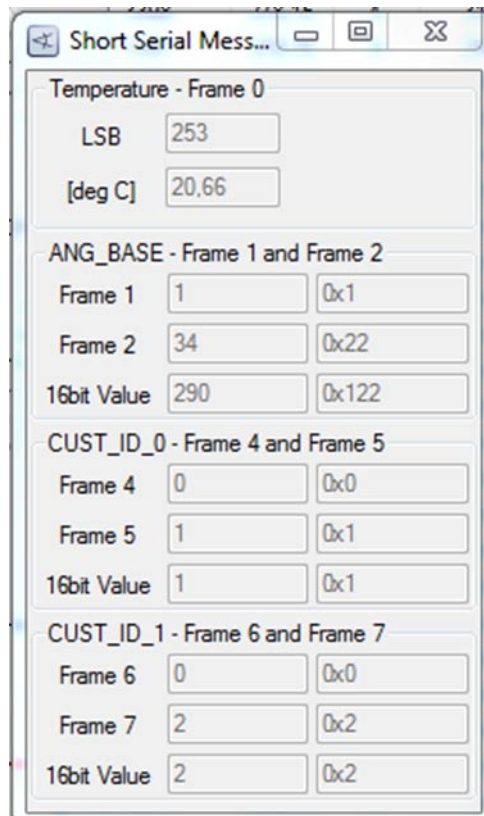 Short Serial Mess...
Temperature - Frame 0
LSB 253
[deg C] 20,66
ANG_BASE - Frame 1 and Frame 2
Frame 1 1 0x1
Frame 2 34 0x22
16bit Value 290 0x122
CUST_ID_0 - Frame 4 and Frame 5
Frame 4 0 0x0
Frame 5 1 0x1
16bit Value 1 0x1
CUST_ID_1 - Frame 6 and Frame 7
Frame 6 0 0x0
Frame 7 2 0x2
16bit Value 2 0x2